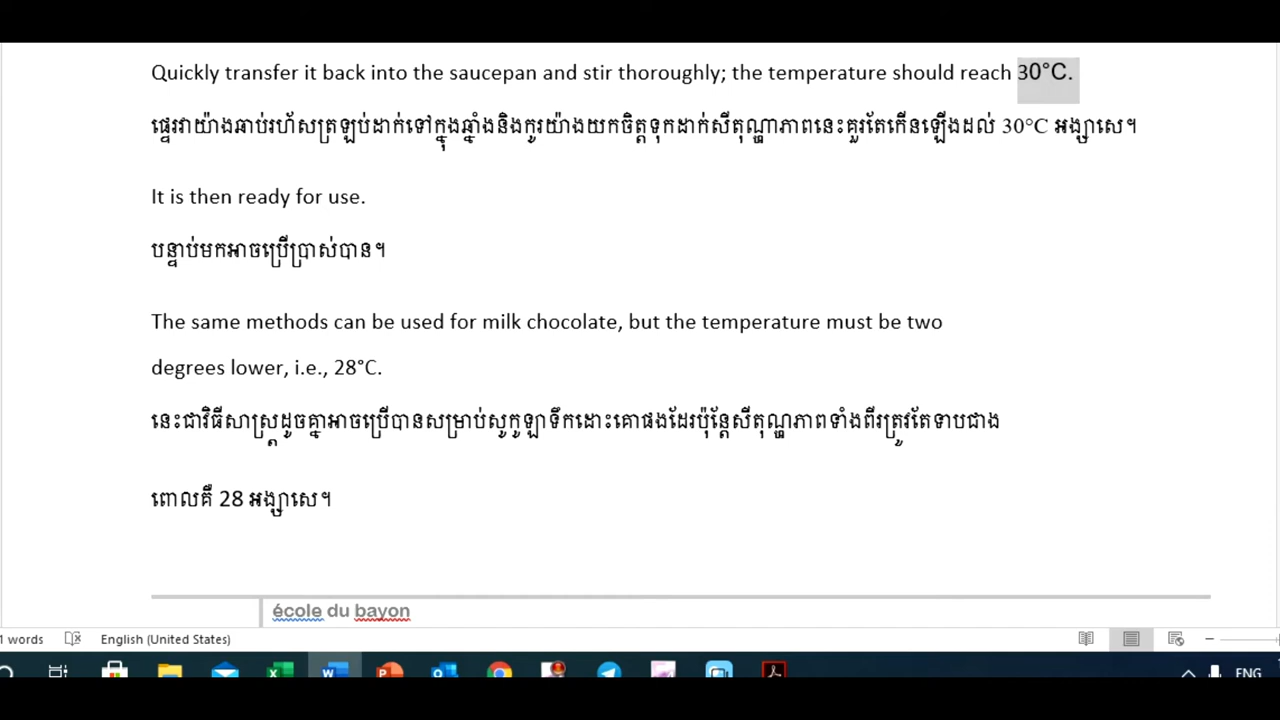 Quickly transfer it back into the saucepan and stir thoroughly; the temperature should reach 30°C.
ផ្ទេរវាយ៉ាងឆាប់រហ័សត្រឡប់ដាក់ទៅក្នុងឆ្នាំងនិងកូរយ៉ាងយកចិត្តទុកដាក់សីតុណ្ហាភាពនេះគួរតែកើនឡើងដល់ 30°C អង្សាសេ។
It is then ready for use.
បន្ទាប់មកអាចប្រើប្រាស់បាន។
The same methods can be used for milk chocolate, but the temperature must be two
degrees lower, i.e., 28°C.
នេះជាវិធីសាស្ត្រដូចគ្នាអាចប្រើបានសម្រាប់សូកូឡាទឹកដោះគោផងដែរប៉ុន្តែសីតុណ្ហភាពទាំងពីរត្រូវតែទាបជាង
ពោលគឺ 28 អង្សាសេ។
école du bayon
1 words English (United States)
ENG